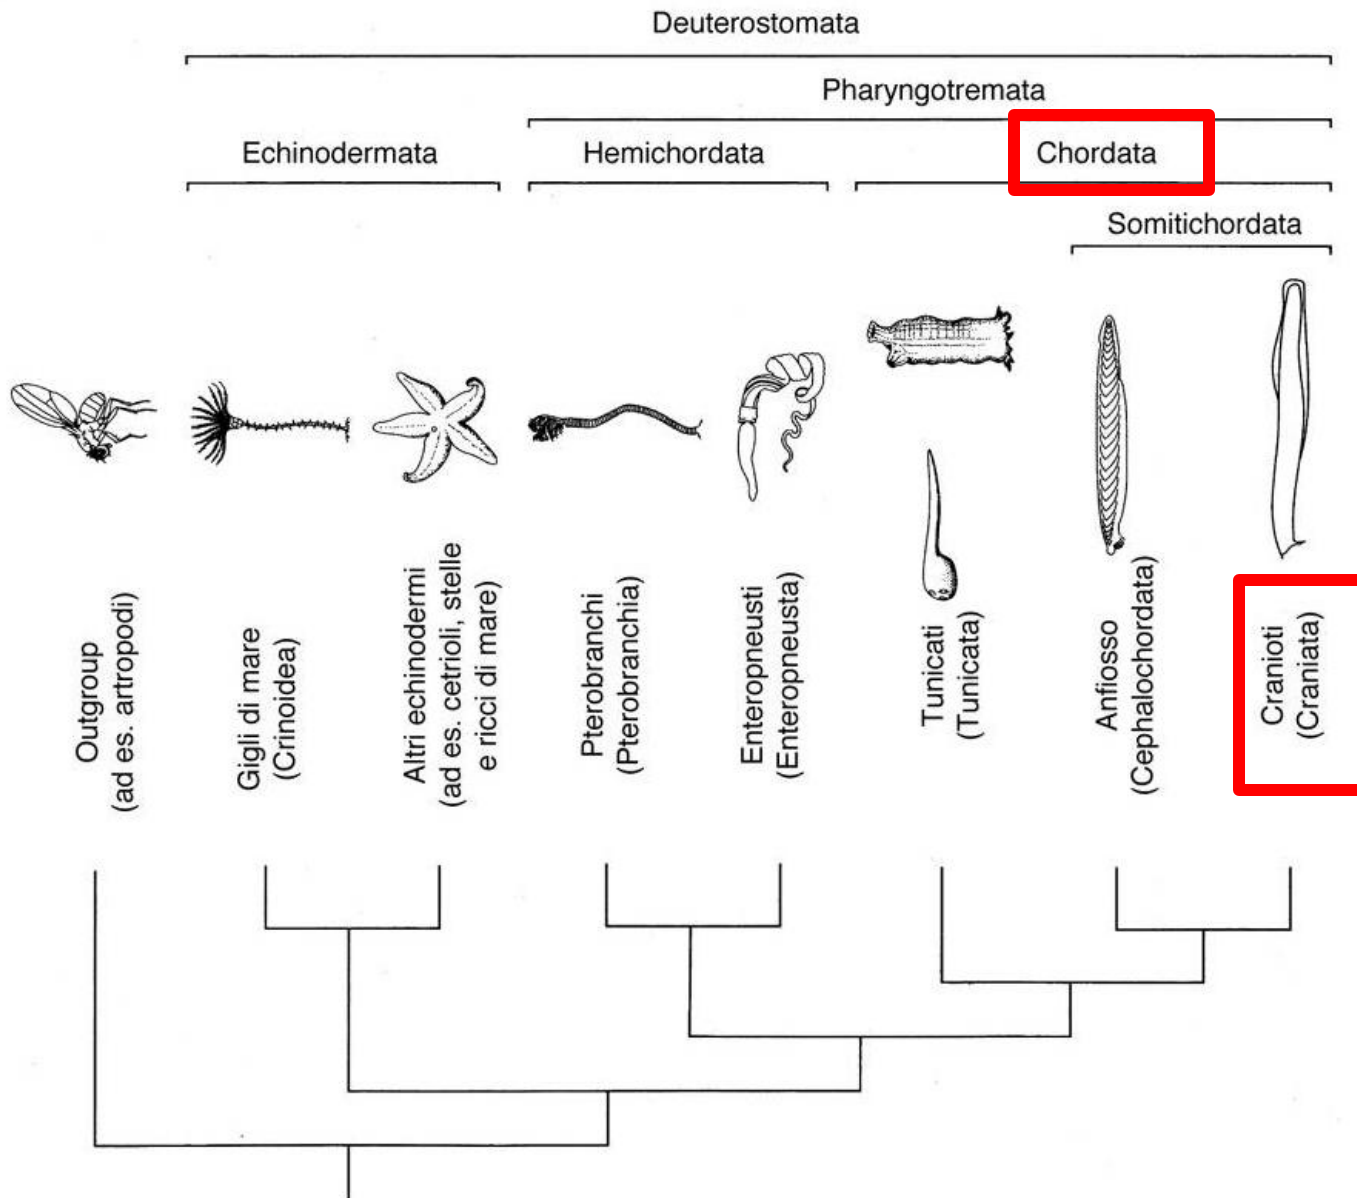 Deuterostomata
Pharyngotremata
Echinodermata
Hemichordata
Chordata
Somitichordata
Outgroup
(ad es. artropodi)
Gigli di mare
(Crinoidea)
Altri echinodermi
(ad es. cetrioli, stelle
e ricci di mare)
Pterobranchi
(Pterobranchia)
Enteropneusti
(Enteropneusta)
Tunicati
(Tunicata)
Anfiosso
(Cephalochordata)
Cranioti
(Craniata)